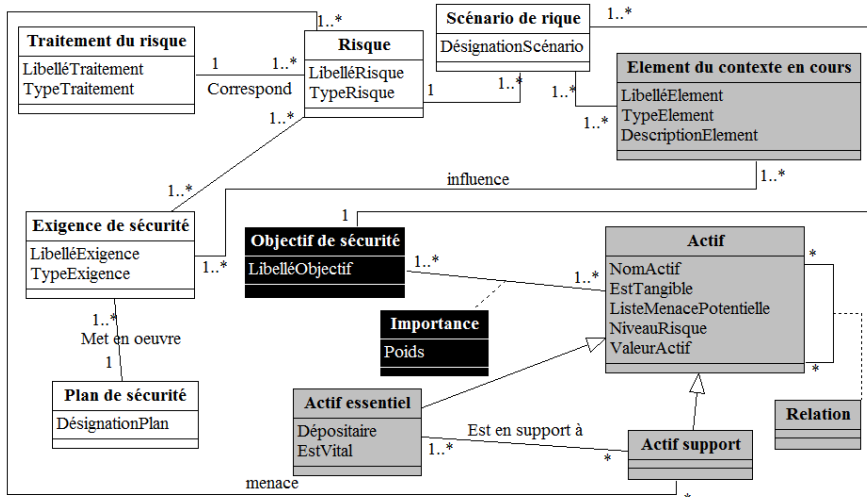 1..*
Scénario de rique
1..*
Traitement du risque
Risque
DésignationScénario
LibelléTraitement
TypeTraitement
1
1..*
Correspond
LibelléRisque
TypeRisque
1
1..*
1..*
1..*
Element du contexte en cours
LibelléElement
TypeElement
DescriptionElement
1..*
1..*
influence
1..*
Exigence de sécurité
LibelléExigence
TypeExigence
1..*
1
Objectif de sécurité
LibelléObjectif
1..*
1..*
Actif
NomActif
EstTangible
ListeMenacePotentielle
NiveauRisque
ValeurActif
*
*
Importance
Poids
1..*
Met en oeuvre
1
Plan de sécurité
DésignationPlan
Actif essentiel
Dépositaire
EstVital
Est en support à
1..*
*
Actif support
Relation
menace
*